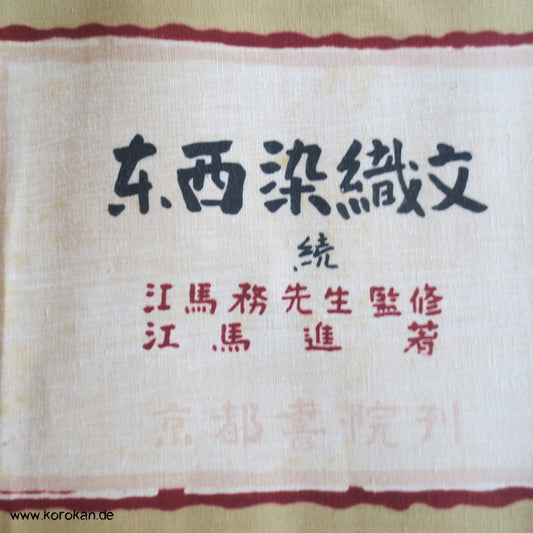 东西染織文
続
江馬務先生監修
江馬進著
京都書院刊
www.korokan.de